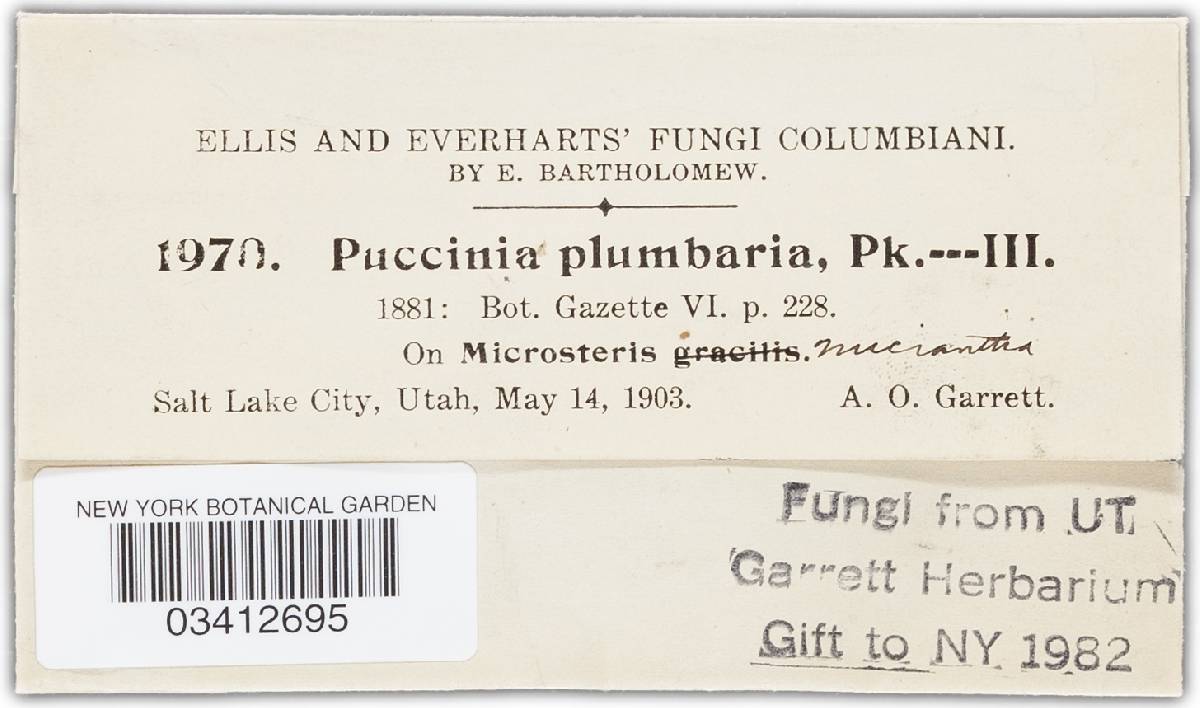 ELLIS AND EVERHARTS' FUNGI COLUMBIANI.
BY E. BARTHOLOMEW.
1970. Puccinia plumbaria, Pk.---III.
1881: Bot. Gazette VI. p. 228.
On Microsteris gracilis. micrantha
Salt Lake City, Utah, May 14, 1903. A. O. Garrett.
NEW YORK BOTANICAL GARDEN
03412695
Fungi from UT
Garrett Herbarium
Gift to NY 1982